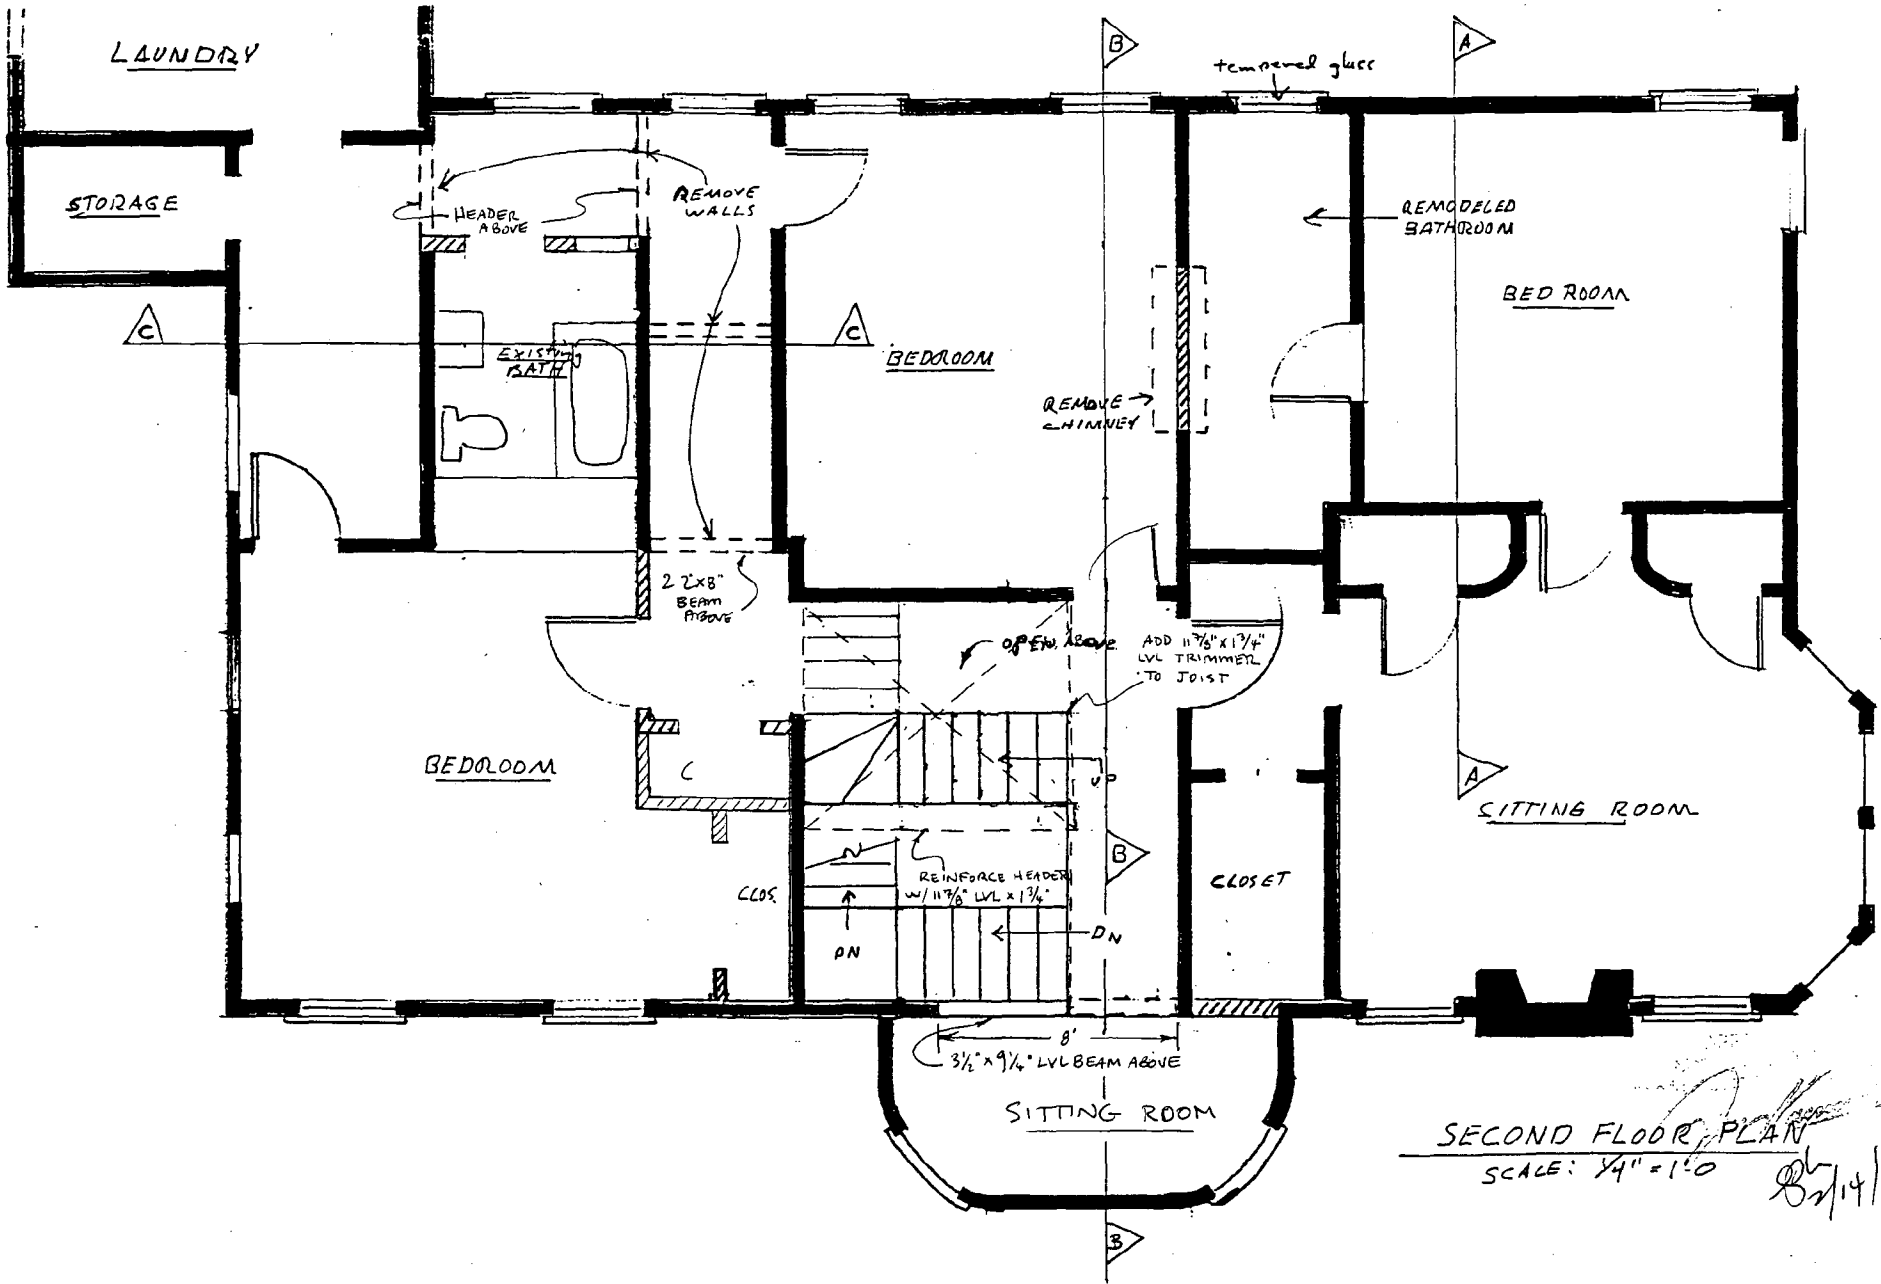 LAUNDRY
B
A
tempered glass
STORAGE
REMOVE
WALLS
HEADER
ABOVE
REMODELED
BATHROOM
BED ROOM
C
C
EXISTING
BATH
BEDROOM
REMOVE
CHIMNEY
2 2"x8"
BEAM
ABOVE
OPEN ABOVE
ADD 11 7/8" x 1 3/4"
LVL TRIMMER
TO JOIST
BEDROOM
C
UP
A
SITTING ROOM
B
REINFORCE HEADER
W/ 11 7/8" LVL x 1 3/4"
CLOS.
CLOSET
DN
DN
8'
3 1/2" x 9 1/4" LVL BEAM ABOVE
SITTING ROOM
SECOND FLOOR PLAN
SCALE: 1/4" = 1'-0
B